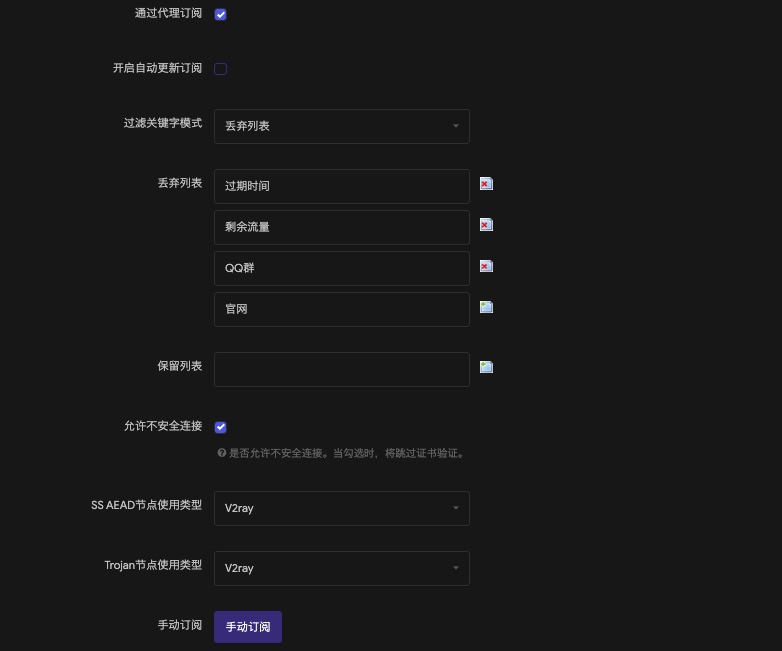 通过代理订阅
开启自动更新订阅
过滤关键字模式 丢弃列表
丢弃列表 过期时间
剩余流量
QQ群
官网
保留列表
允许不安全连接
是否允许不安全连接。当勾选时，将跳过证书验证。
SS AEAD节点使用类型 V2ray
Trojan节点使用类型 V2ray
手动订阅 手动订阅